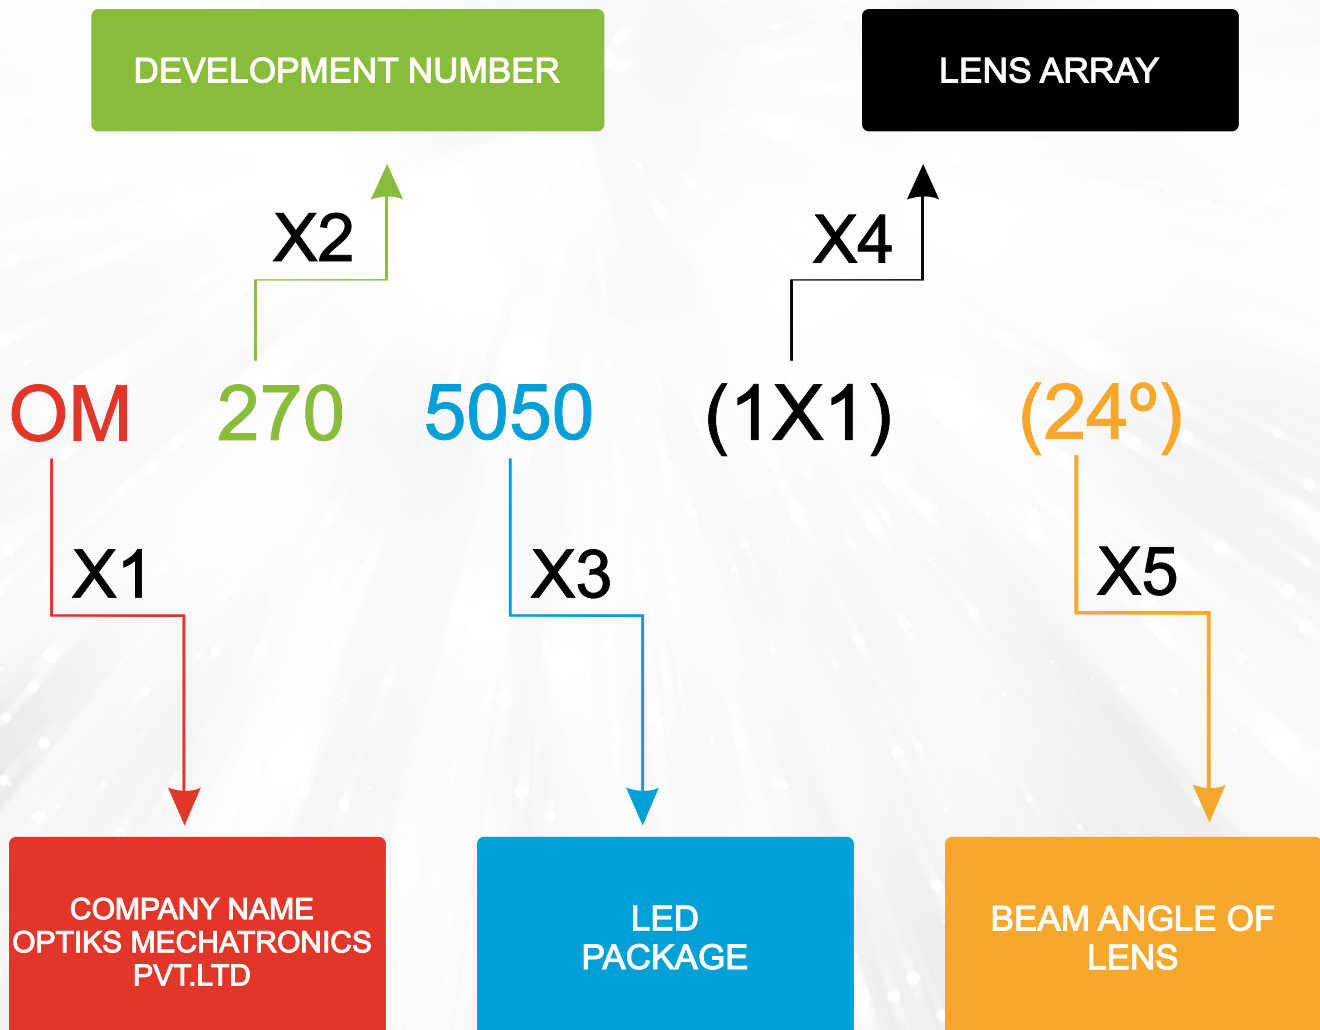 DEVELOPMENT NUMBER
LENS ARRAY
X2
X4
OM 270 5050 (1X1) (24º)
X1
X3
X5
COMPANY NAME
OPTIKS MECHATRONICS
PVT.LTD
LED
PACKAGE
BEAM ANGLE OF
LENS